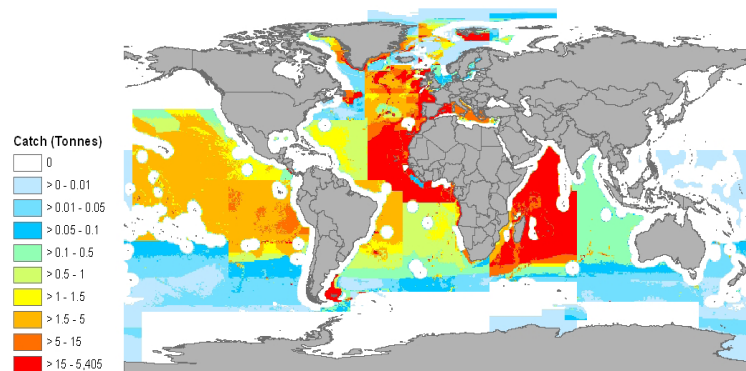 Catch (Tonnes)
0
> 0 - 0.01
> 0.01 - 0.05
> 0.05 - 0.1
> 0.1 - 0.5
> 0.5 - 1
> 1 - 1.5
> 1.5 - 5
> 5 - 15
> 15 - 5,405